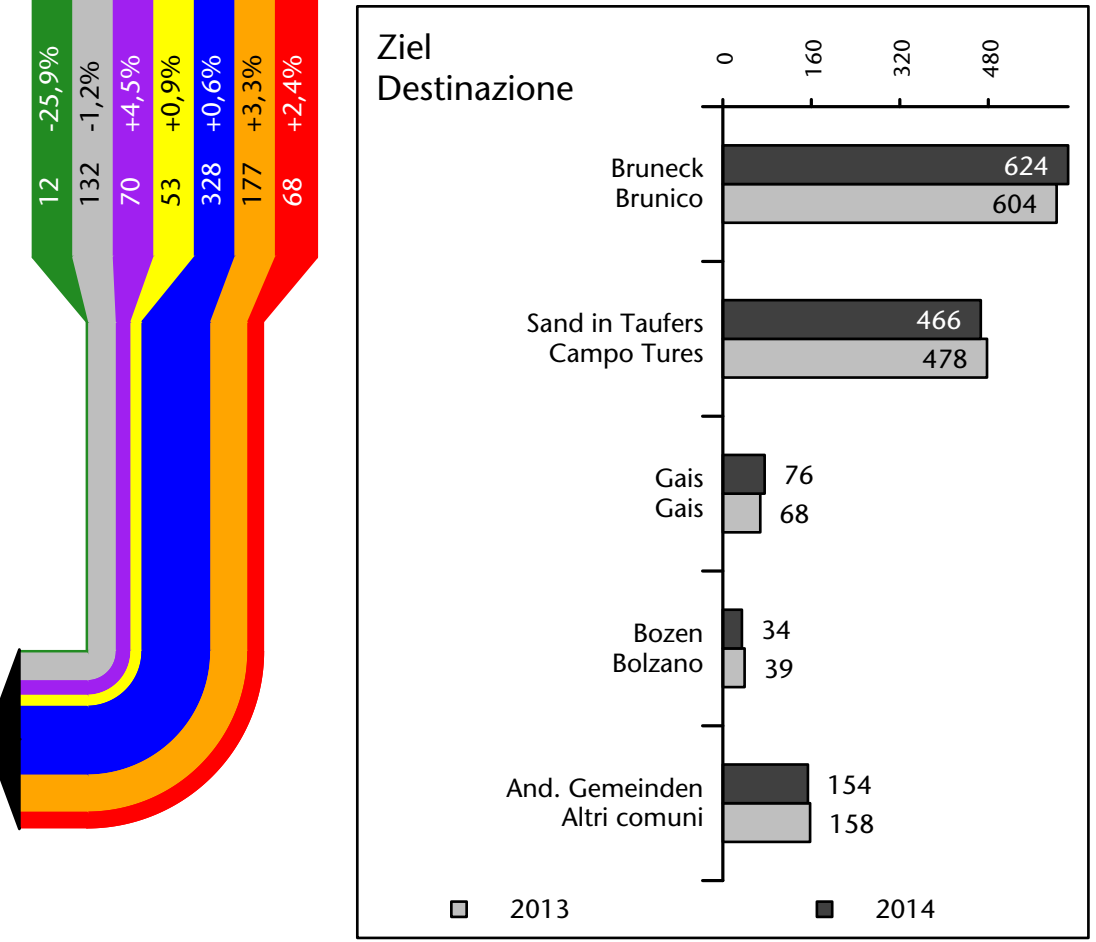 12 -25,9%
132 -1,2%
70 +4,5%
53 +0,9%
328 +0,6%
177 +3,3%
68 +2,4%
Ziel
Destinazione
0 160 320 480
Bruneck
Brunico
624
604
Sand in Taufers
Campo Tures
466
478
Gais
Gais
76
68
Bozen
Bolzano
34
39
And. Gemeinden
Altri comuni
154
158
2013 2014